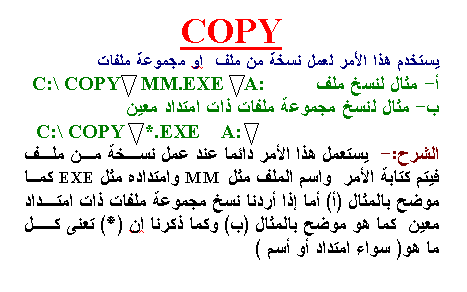 COPY
يستخدم هذا الأمر لعمل نسخة من ملف إو مجموعة ملفات
أ- مثال لنسخ ملف C:\ COPY▽ MM.EXE ▽A:
ب- مثال لنسخ مجموعة ملفات ذات امتداد معين
C:\ COPY ▽*.EXE A:▽
الشرح:- يستعمل هذا الأمر دائما عند عمل نسخة من ملف
فيتم كتابة الأمر واسم الملف مثل MM وامتداده مثل EXE كما
موضح بالمثال (أ) أما إذا أردنا نسخ مجموعة ملفات ذات امتداد
معين كما هو موضح بالمثال (ب) وكما ذكرنا إن (*) تعنى كل
ما هو( سواء امتداد أو أسم )